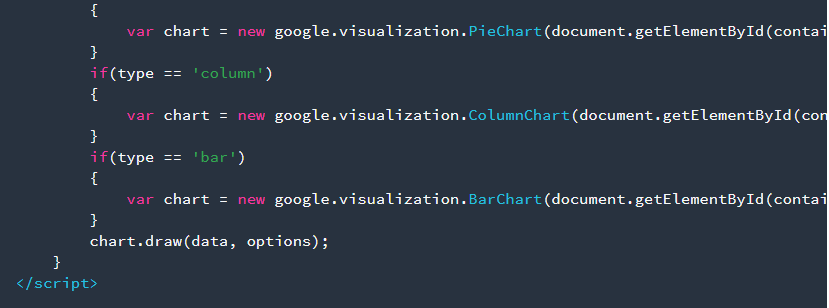 {
var chart = new google.visualization.PieChart(document.getElementById(contai
}
if(type == 'column')
{
var chart = new google.visualization.ColumnChart(document.getElementById(con
}
if(type == 'bar')
{
var chart = new google.visualization.BarChart(document.getElementById(contai
}
chart.draw(data, options);
}
</script>